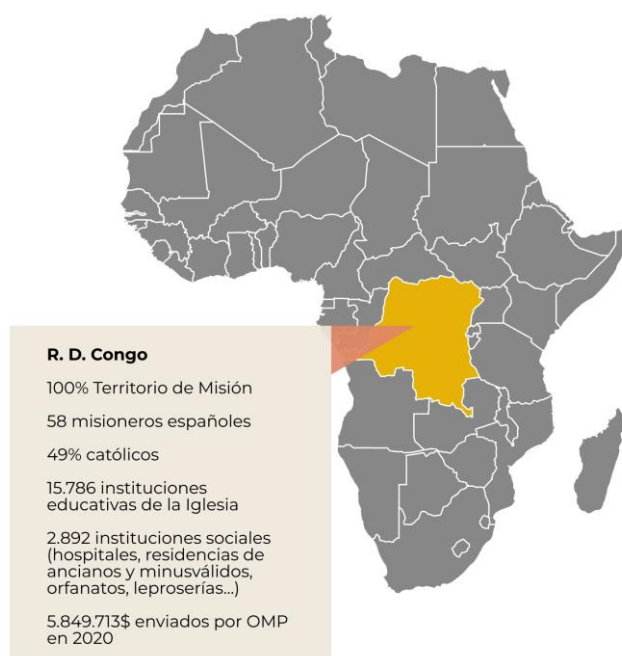 R. D. Congo
100% Territorio de Misión
58 misioneros españoles
49% católicos
15.786 instituciones
educativas de la Iglesia
2.892 instituciones sociales
(hospitales, residencias de
ancianos y minusválidos,
orfanatos, leproserías...)
5.849.713$ enviados por OMP
en 2020